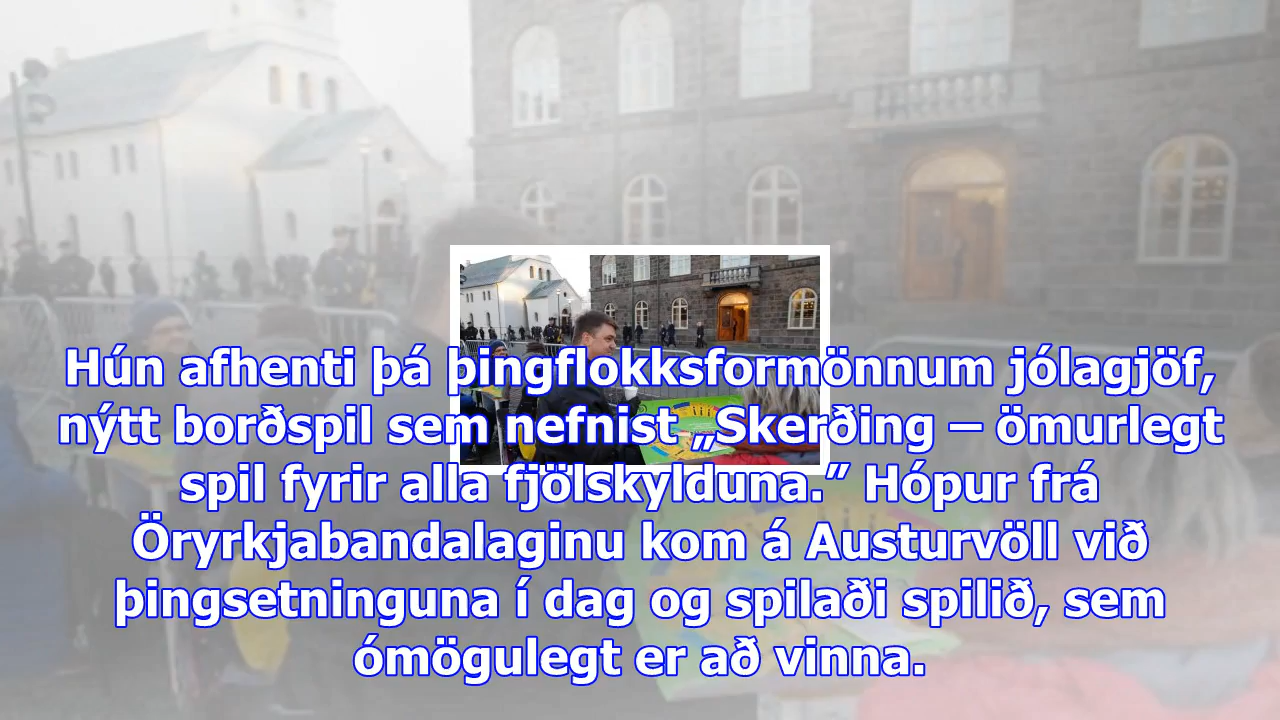 Hún afhenti þá þingflokksformönnum jólagjöf,
nýtt borðspil sem nefnist „Skerðing – ömurlegt
spil fyrir alla fjölskylduna.” Hópur frá
Öryrkjabandalaginu kom á Austurvöll við
þingsetninguna í dag og spilaði spilið, sem
ómögulegt er að vinna.